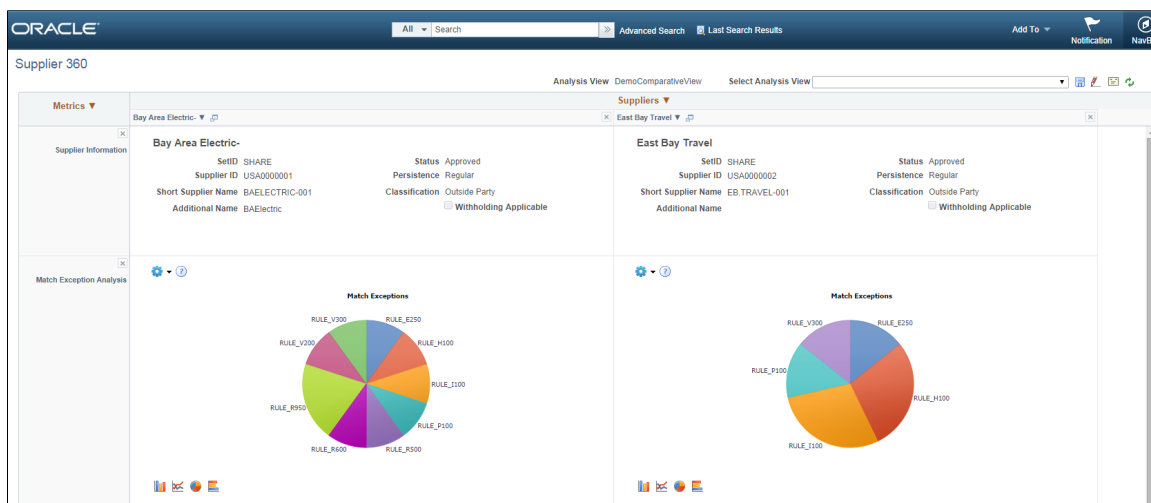 ORACLE
All Search Advanced Search Last Search Results Add To Notification
Supplier 360
Analysis View DemoComparativeView Select Analysis View
Metrics Suppliers
Bay Area Electric- East Bay Travel
Supplier Information
Bay Area Electric-
SetID SHARE Status Approved
Supplier ID USA0000001 Persistence Regular
Short Supplier Name BAELECTRIC-001 Classification Outside Party
Additional Name BAElectric Withholding Applicable
East Bay Travel
SetID SHARE Status Approved
Supplier ID USA0000002 Persistence Regular
Short Supplier Name EB.TRAVEL-001 Classification Outside Party
Additional Name Withholding Applicable
Match Exception Analysis
Match Exceptions
RULE_V300 RULE_E250
RULE_V200 RULE_H100
RULE_I100
RULE_R950 RULE_P100
RULE_R600 RULE_R500
Match Exceptions
RULE_V300 RULE_E250
RULE_P100
RULE_H100
RULE_I100